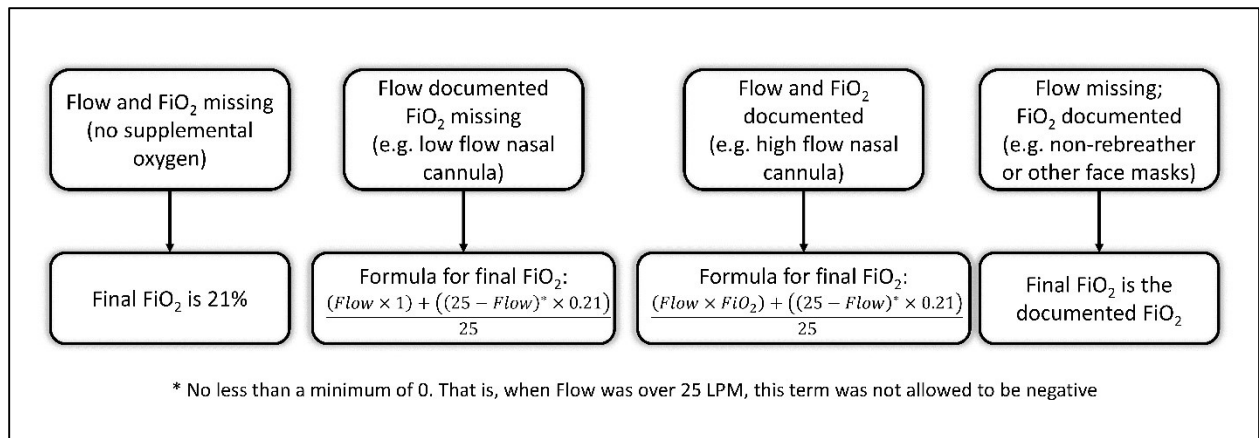 Flow and FiO₂ missing
(no supplemental
oxygen)
Flow documented
FiO₂ missing
(e.g. low flow nasal
cannula)
Flow and FiO₂
documented
(e.g. high flow nasal
cannula)
Flow missing;
FiO₂ documented
(e.g. non-rebreather
or other face masks)
Final FiO₂ is 21%
Formula for final FiO₂:
(Flow × 1) + ((25 − Flow)* × 0.21)
25
Formula for final FiO₂:
(Flow × FiO₂) + ((25 − Flow)* × 0.21)
25
Final FiO₂ is the
documented FiO₂
* No less than a minimum of 0. That is, when Flow was over 25 LPM, this term was not allowed to be negative